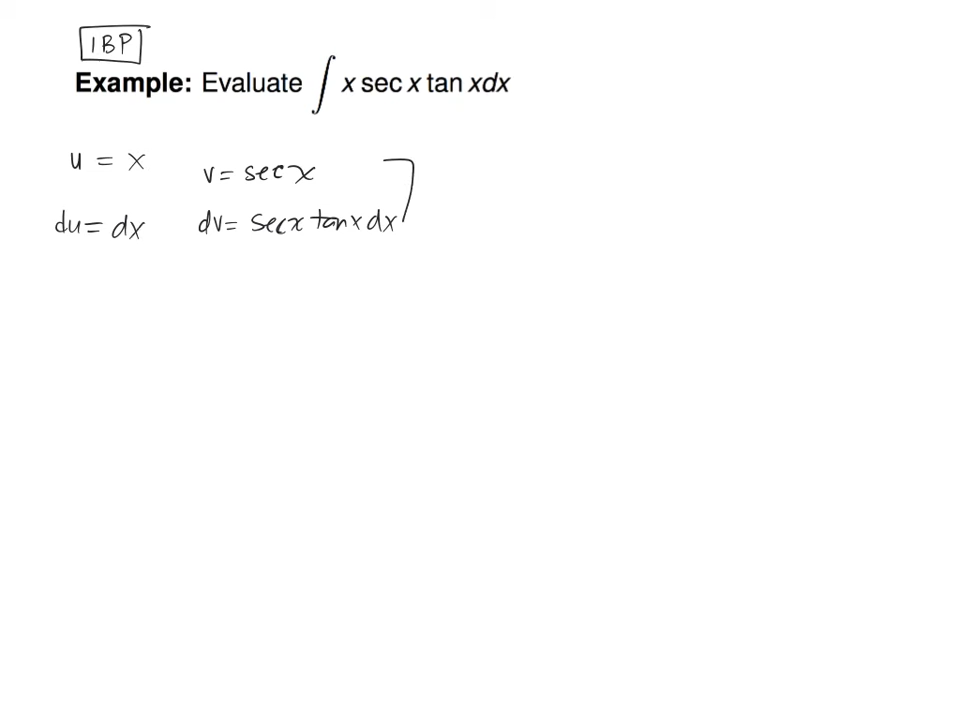 IBP
Example: Evaluate ∫ x sec x tan xdx
u = x v = sec x
du = dx dv = sec x tan x dx